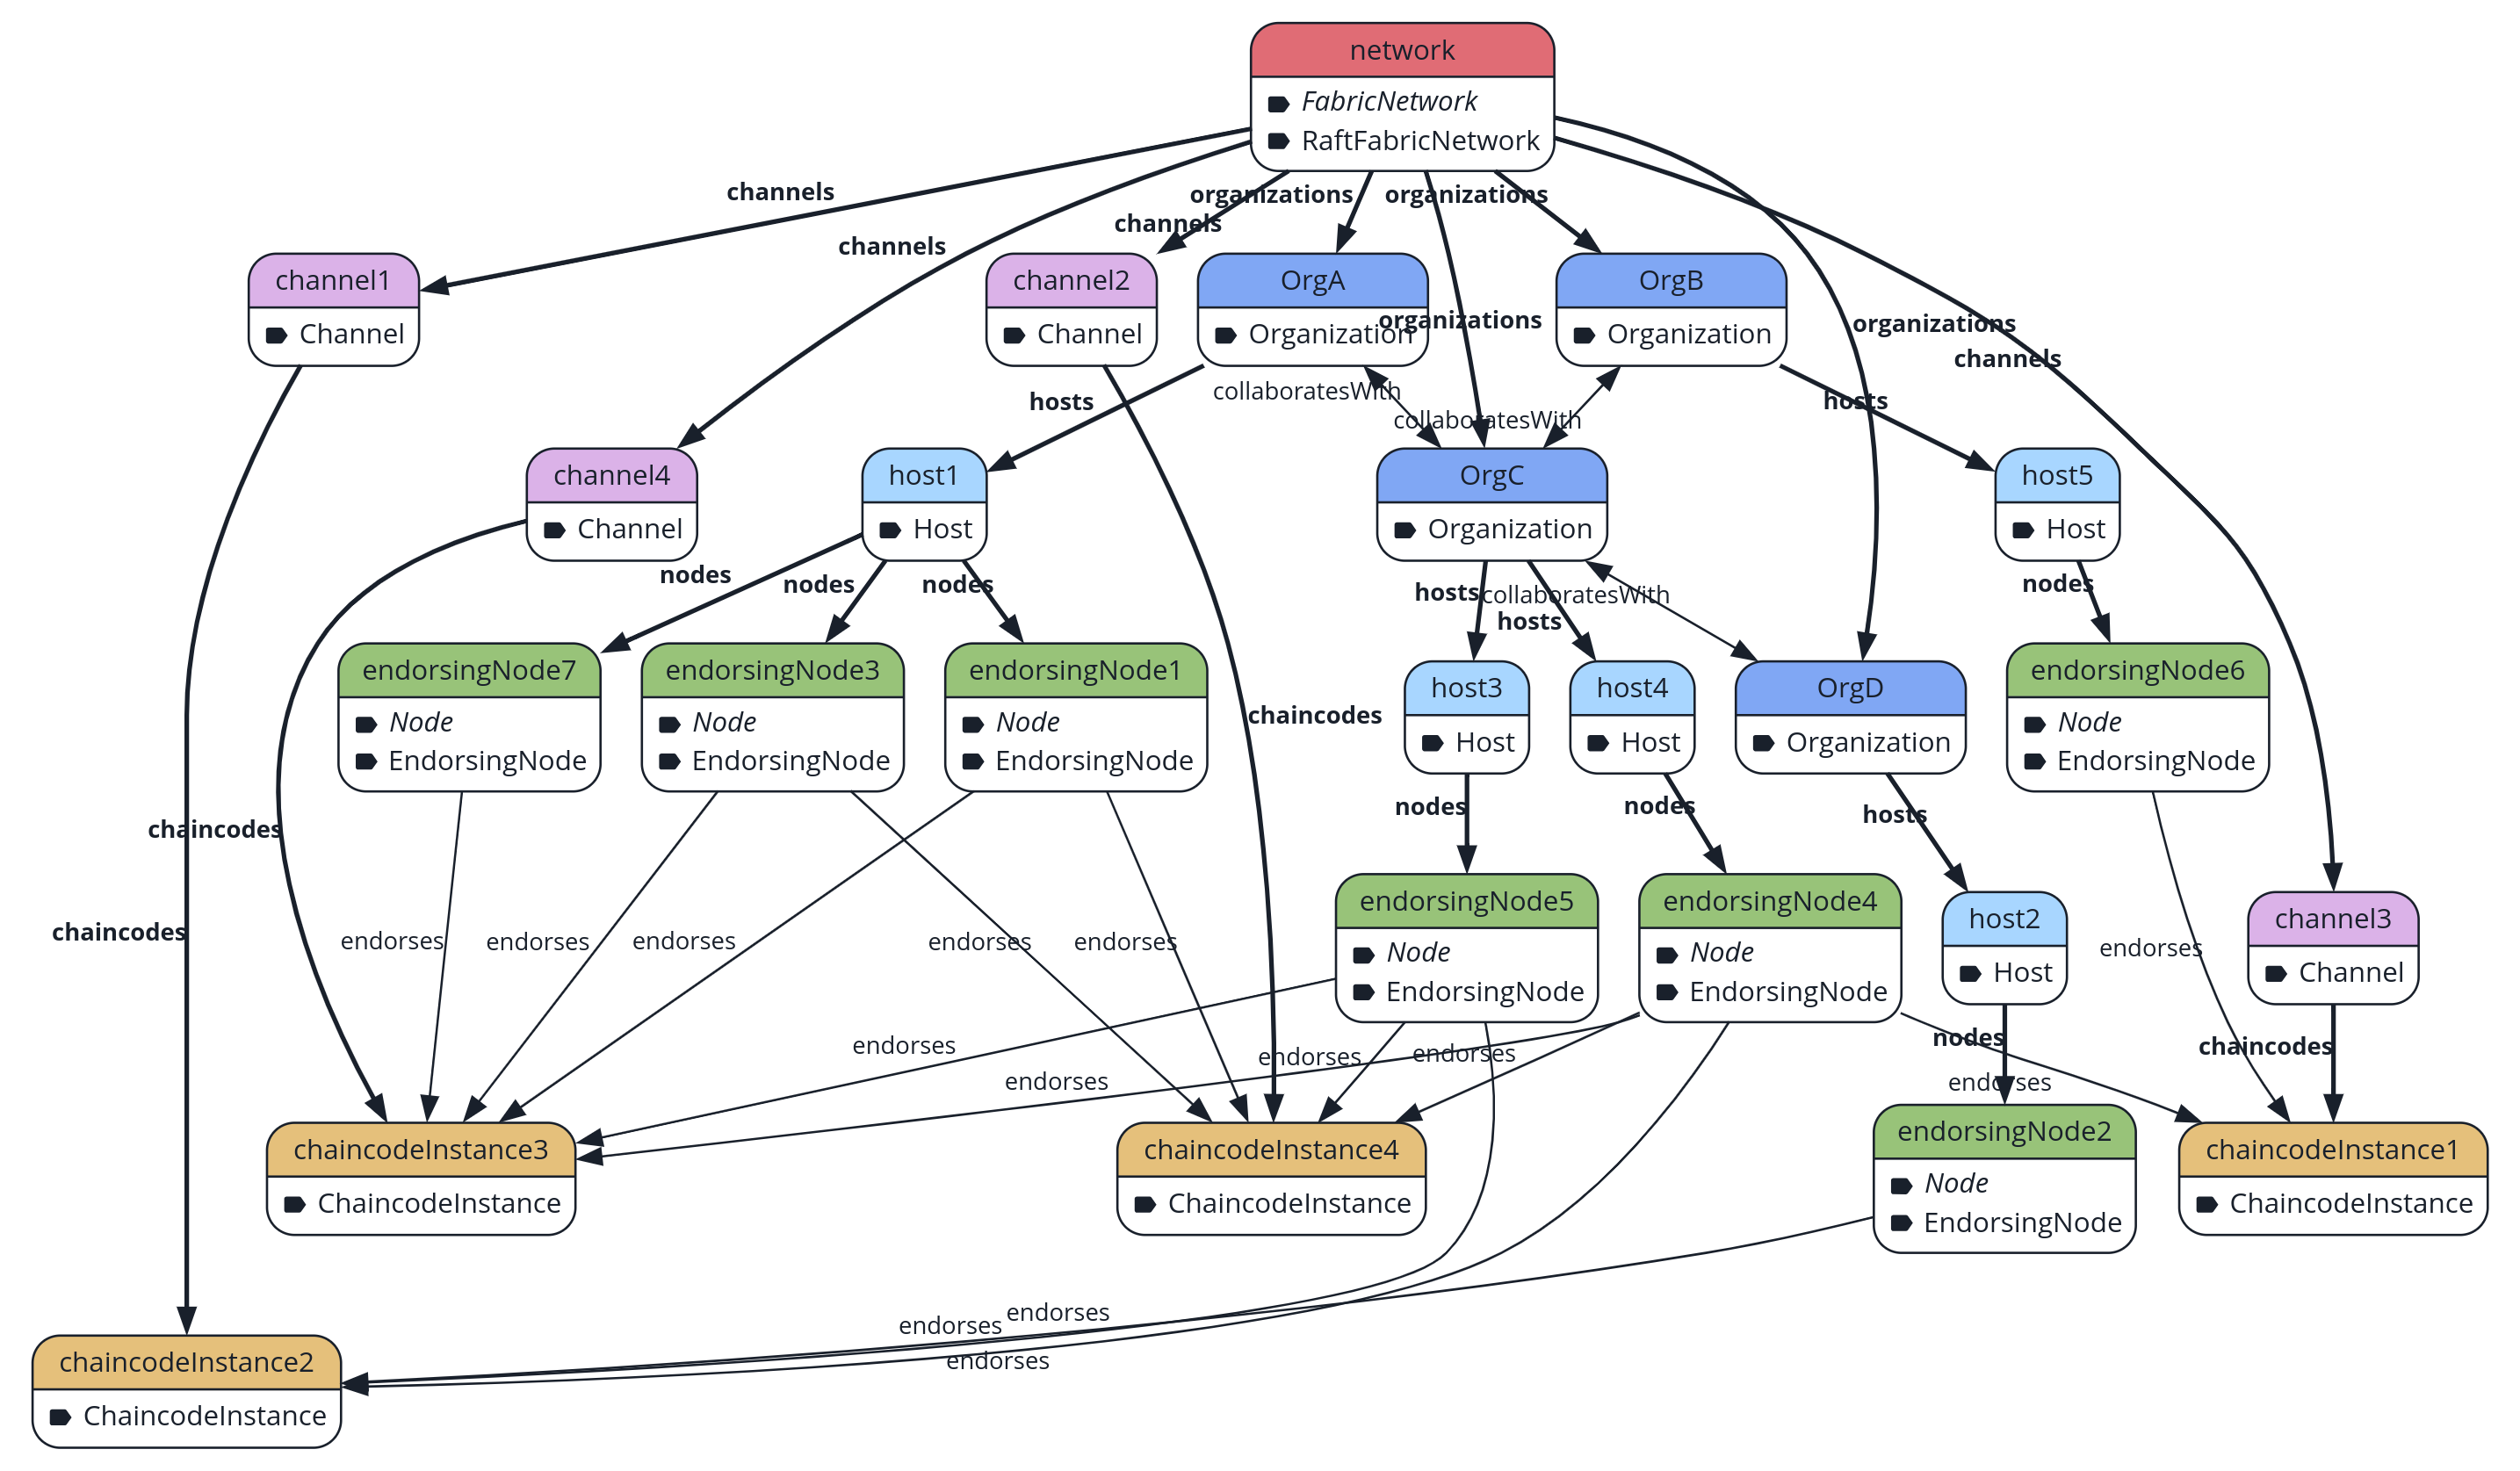 network
FabricNetwork
RaftFabricNetwork
channels
organizations
organizations
channels
channels
channel1
Channel
channel2
Channel
OrgA
Organization
organizations
OrgB
Organization
organizations
channels
hosts
collaboratesWith
collaboratesWith
hosts
channel4
Channel
host1
Host
OrgC
Organization
host5
Host
nodes
nodes
nodes
hosts
collaboratesWith
hosts
nodes
endorsingNode7
Node
EndorsingNode
endorsingNode3
Node
EndorsingNode
endorsingNode1
Node
EndorsingNode
chaincodes
host3
Host
host4
Host
OrgD
Organization
endorsingNode6
Node
EndorsingNode
chaincodes
nodes
nodes
hosts
chaincodes
endorses
endorses
endorses
endorses
endorses
endorsingNode5
Node
EndorsingNode
endorsingNode4
Node
EndorsingNode
host2
Host
endorses
channel3
Channel
endorses
endorses
endorses
endorses
nodes
endorses
chaincodes
chaincodeInstance3
ChaincodeInstance
chaincodeInstance4
ChaincodeInstance
endorsingNode2
Node
EndorsingNode
chaincodeInstance1
ChaincodeInstance
endorses
endorses
endorses
chaincodeInstance2
ChaincodeInstance